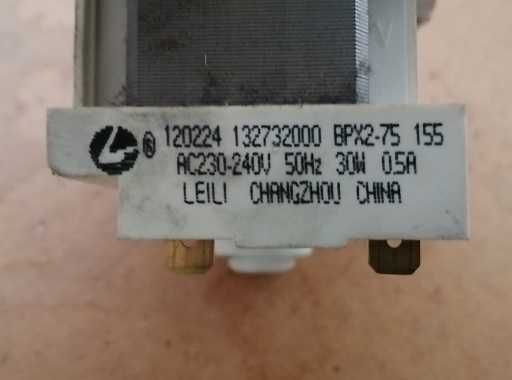 ® 120224 132732000 BPX2-75 155
AC230-240V 50Hz 30W 0.5A
LEILI CHANGZHOU CHINA